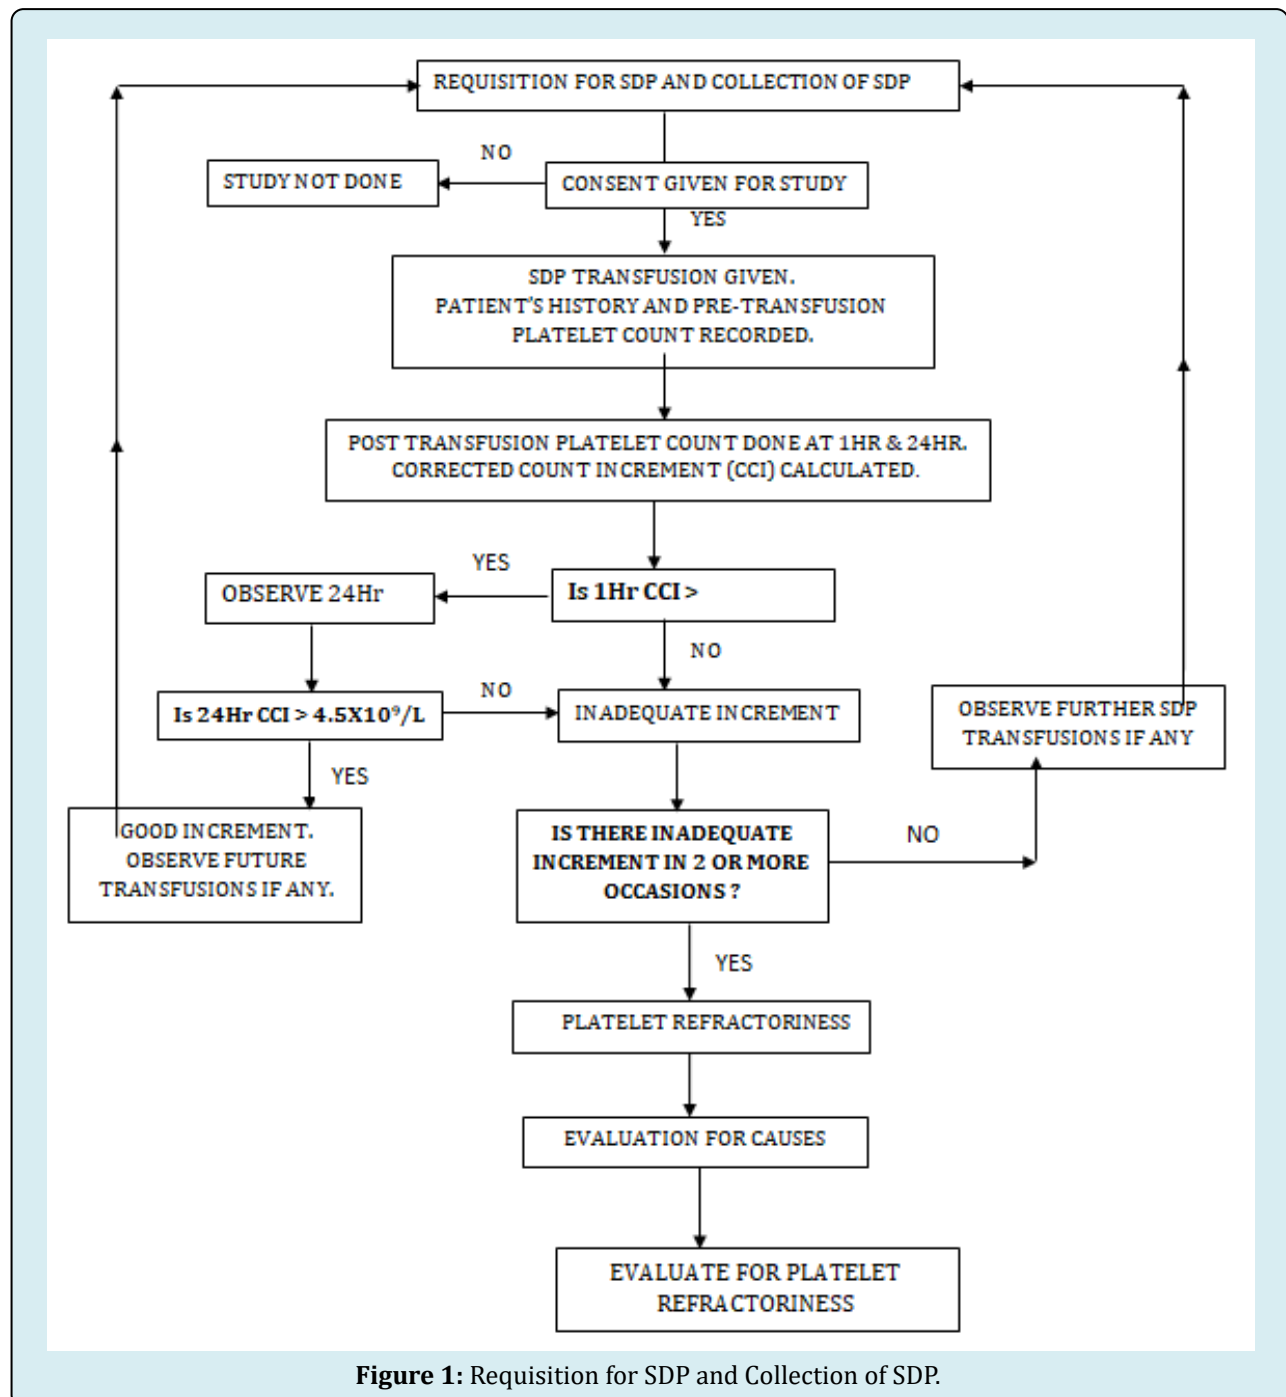 REQUISITION FOR SDP AND COLLECTION OF SDP
NO
STUDY NOT DONE
CONSENT GIVEN FOR STUDY
YES
SDP TRANSFUSION GIVEN.
PATIENT'S HISTORY AND PRE-TRANSFUSION
PLATELET COUNT RECORDED.
POST TRANSFUSION PLATELET COUNT DONE AT 1HR & 24HR.
CORRECTED COUNT INCREMENT (CCI) CALCULATED.
YES
OBSERVE 24Hr
Is 1Hr CCI >
NO
Is 24Hr CCI > 4.5X10⁹/L
NO
INADEQUATE INCREMENT
OBSERVE FURTHER SDP
TRANSFUSIONS IF ANY
YES
GOOD INCREMENT.
OBSERVE FUTURE
TRANSFUSIONS IF ANY.
IS THERE INADEQUATE
INCREMENT IN 2 OR MORE
OCCASIONS ?
NO
YES
PLATELET REFRACTORINESS
EVALUATION FOR CAUSES
EVALUATE FOR PLATELET
REFRACTORINESS
Figure 1: Requisition for SDP and Collection of SDP.